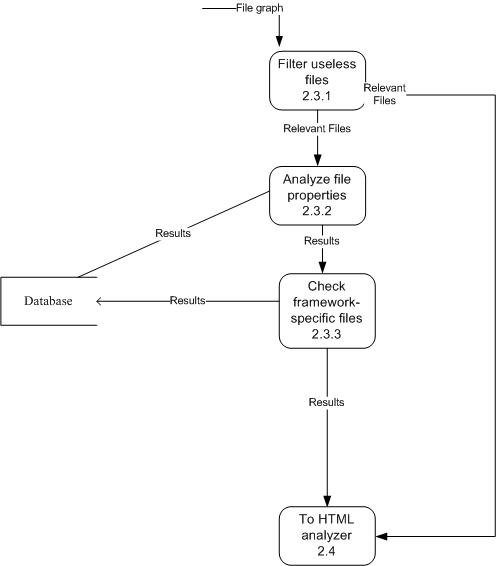 File graph
Filter useless
files
2.3.1
Relevant
Files
Relevant Files
Analyze file
properties
2.3.2
Results
Results
Check
framework-
specific files
2.3.3
Database
Results
Results
To HTML
analyzer
2.4